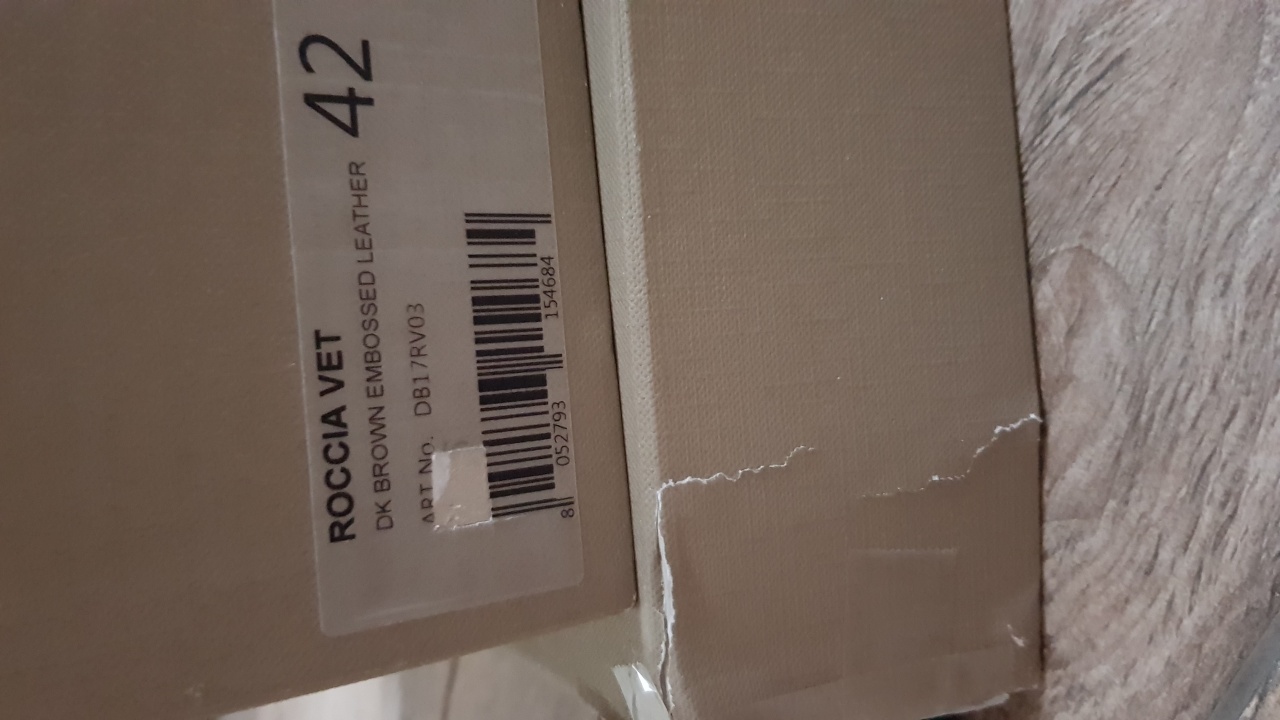 ROCCIA VET
DK BROWN EMBOSSED LEATHER 42
ART No. DB17RV03
8 052793 154684